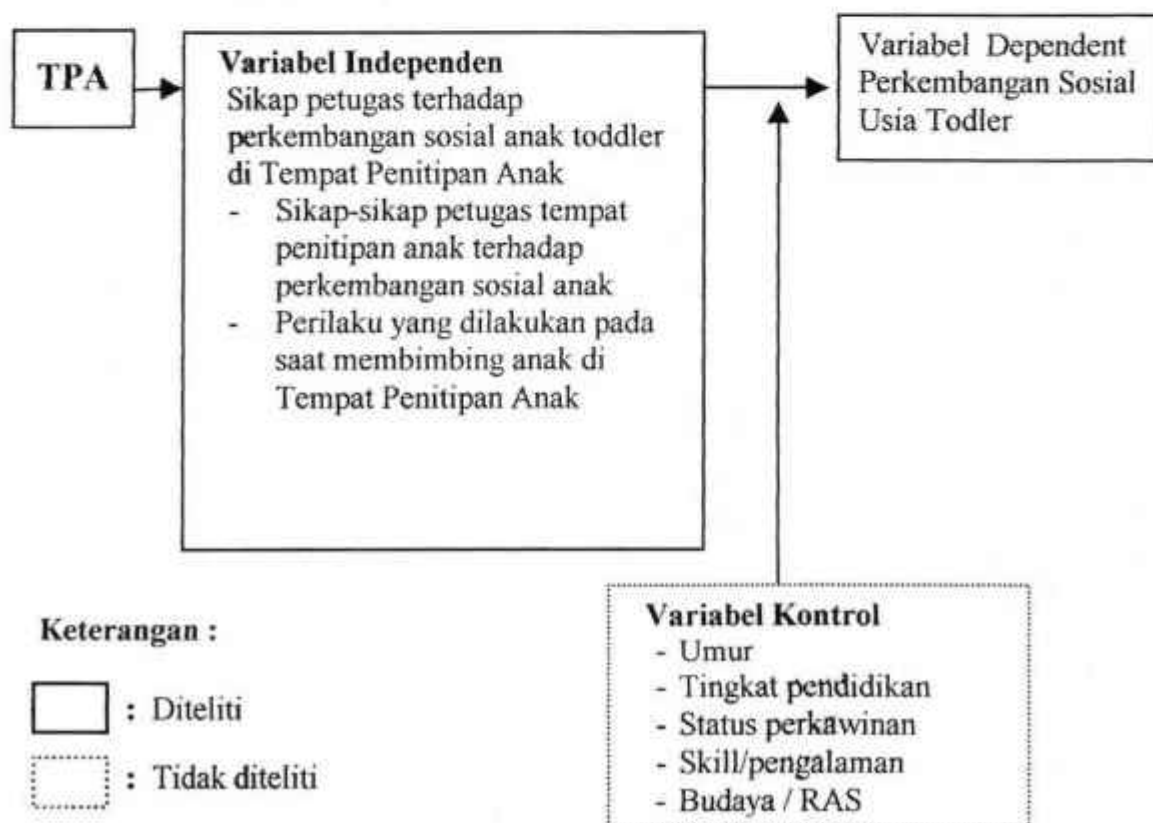 TPA
Variabel Independen
Sikap petugas terhadap
perkembangan sosial anak toddler
di Tempat Penitipan Anak
- Sikap-sikap petugas tempat
penitipan anak terhadap
perkembangan sosial anak
- Perilaku yang dilakukan pada
saat membimbing anak di
Tempat Penitipan Anak
Variabel Dependent
Perkembangan Sosial
Usia Todler
Variabel Kontrol
- Umur
- Tingkat pendidikan
- Status perkawinan
- Skill/pengalaman
- Budaya / RAS
Keterangan :
: Diteliti
: Tidak diteliti